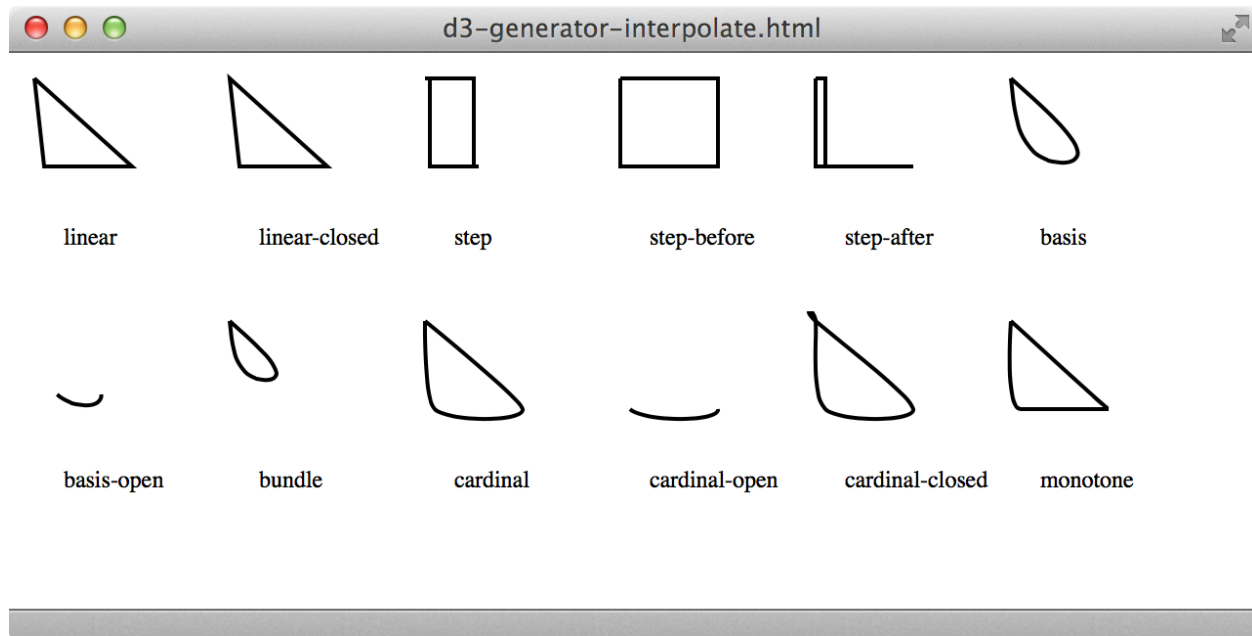 d3-generator-interpolate.html
linear linear-closed step step-before step-after basis
basis-open bundle cardinal cardinal-open cardinal-closed monotone